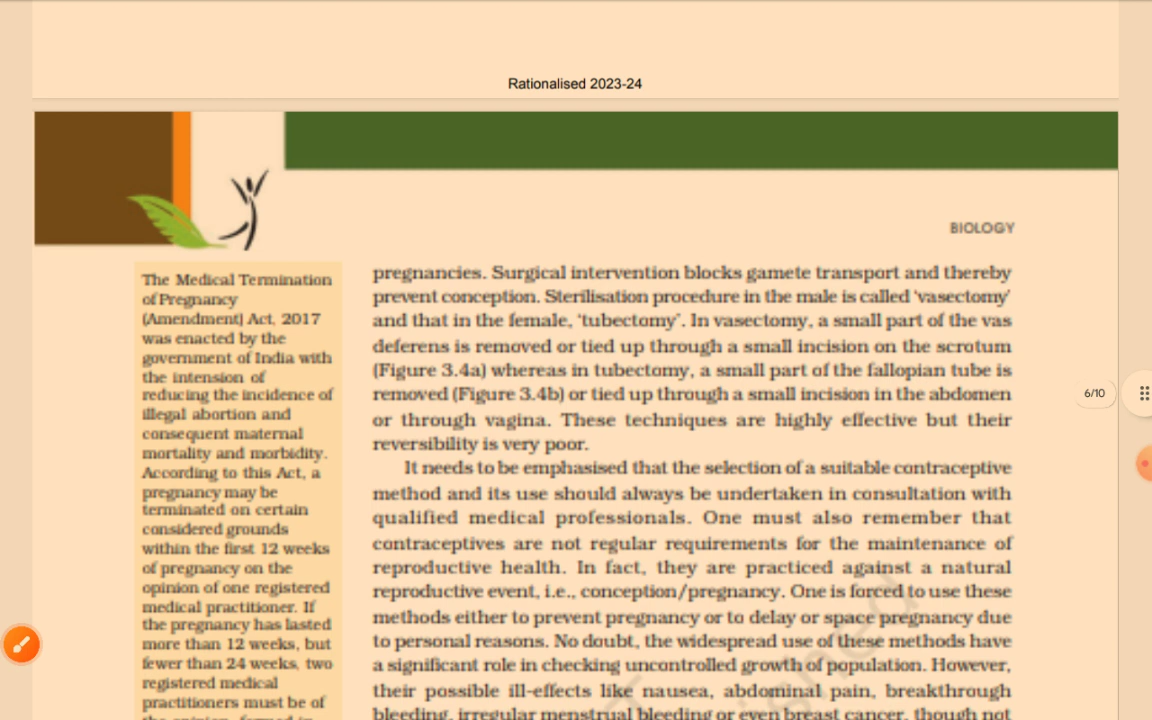 Rationalised 2023-24
BIOLOGY
The Medical Termination
of Pregnancy
(Amendment) Act, 2017
was enacted by the
government of India with
the intension of
reducing the incidence of
illegal abortion and
consequent maternal
mortality and morbidity.
According to this Act, a
pregnancy may be
terminated on certain
considered grounds
within the first 12 weeks
of pregnancy on the
opinion of one registered
medical practitioner. If
the pregnancy has lasted
more than 12 weeks, but
fewer than 24 weeks, two
registered medical
practitioners must be of
the opinion, formed in
pregnancies. Surgical intervention blocks gamete transport and thereby
prevent conception. Sterilisation procedure in the male is called ‘vasectomy’
and that in the female, ‘tubectomy’. In vasectomy, a small part of the vas
deferens is removed or tied up through a small incision on the scrotum
(Figure 3.4a) whereas in tubectomy, a small part of the fallopian tube is
removed (Figure 3.4b) or tied up through a small incision in the abdomen
or through vagina. These techniques are highly effective but their
reversibility is very poor.
It needs to be emphasised that the selection of a suitable contraceptive
method and its use should always be undertaken in consultation with
qualified medical professionals. One must also remember that
contraceptives are not regular requirements for the maintenance of
reproductive health. In fact, they are practiced against a natural
reproductive event, i.e., conception/pregnancy. One is forced to use these
methods either to prevent pregnancy or to delay or space pregnancy due
to personal reasons. No doubt, the widespread use of these methods have
a significant role in checking uncontrolled growth of population. However,
their possible ill-effects like nausea, abdominal pain, breakthrough
bleeding, irregular menstrual bleeding or even breast cancer, though not
6/10